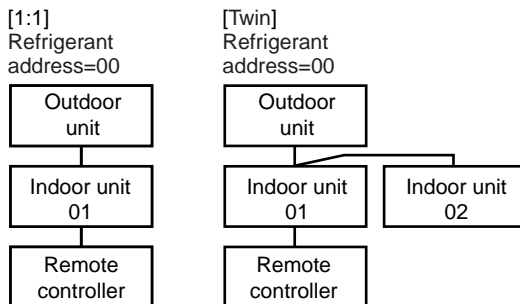 [1:1]
Refrigerant
address=00
Outdoor
unit
Indoor unit
01
Remote
controller
[Twin]
Refrigerant
address=00
Outdoor
unit
Indoor unit
01
Indoor unit
02
Remote
controller